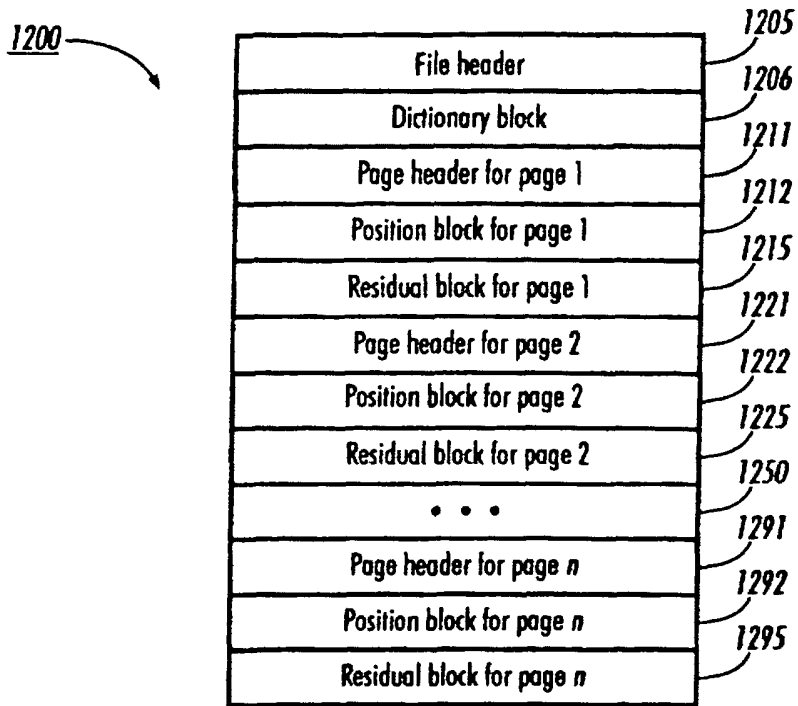 1200
1205
File header
1206
Dictionary block
1211
Page header for page 1
1212
Position block for page 1
1215
Residual block for page 1
1221
Page header for page 2
1222
Position block for page 2
1225
Residual block for page 2
1250
• • •
1291
Page header for page n
1292
Position block for page n
1295
Residual block for page n